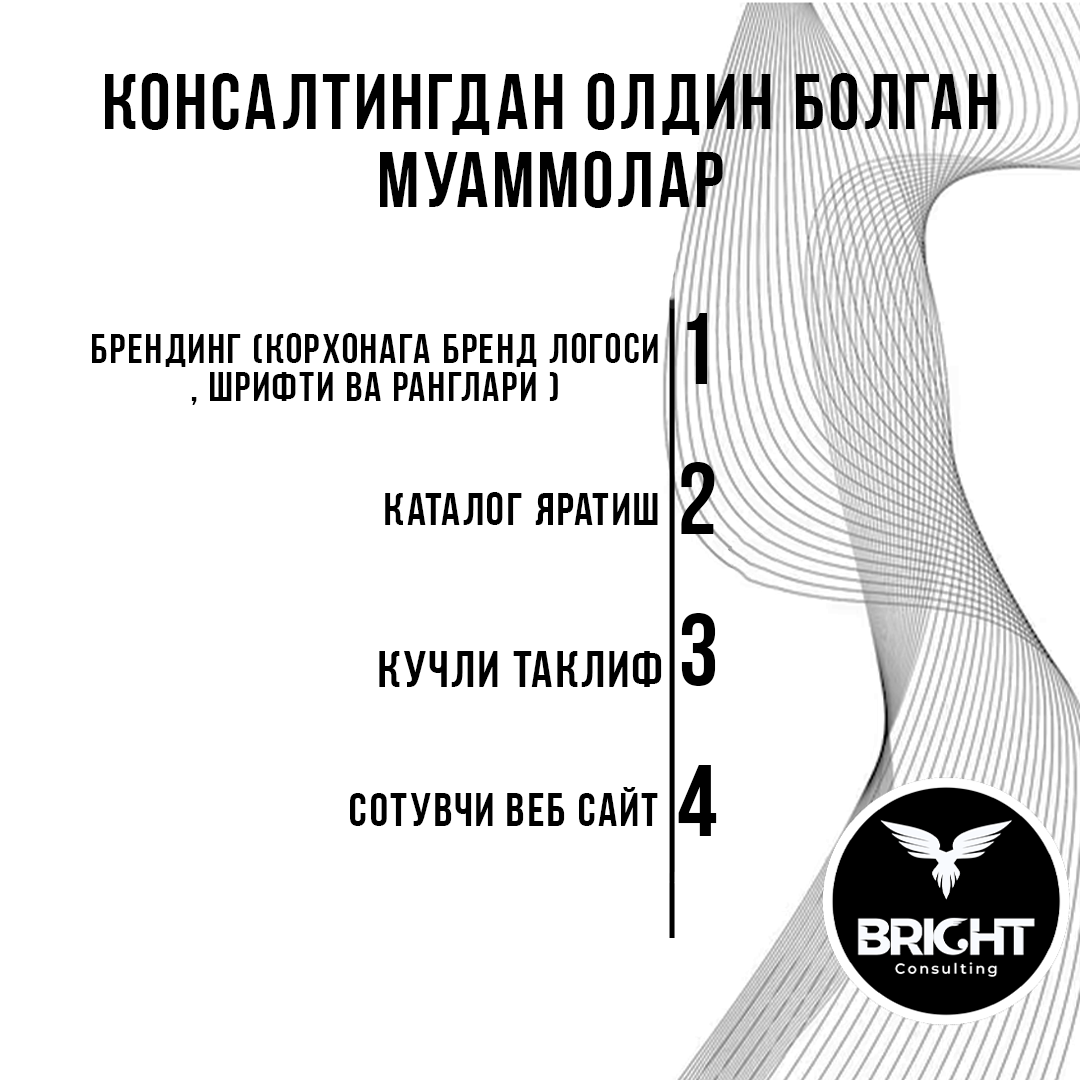 КОНСАЛТИНГДАН ОЛДИН БОЛГАН
МУАММОЛАР
БРЕНДИНГ (КОРХОНАГА БРЕНД ЛОГОСИ
, ШРИФТИ ВА РАНГЛАРИ )
1
КАТАЛОГ ЯРАТИШ
2
КУЧЛИ ТАКЛИФ
3
СОТУВЧИ ВЕБ САЙТ
4
BRIGHT
Consulting